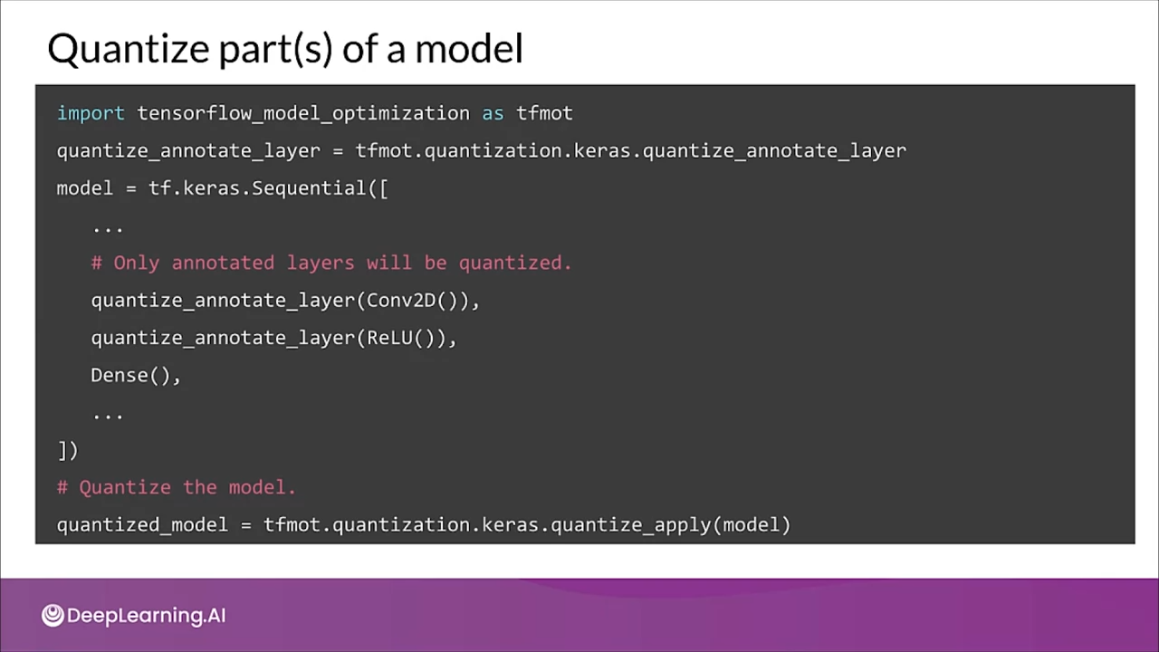 Quantize part(s) of a model
import tensorflow_model_optimization as tfmot
quantize_annotate_layer = tfmot.quantization.keras.quantize_annotate_layer
model = tf.keras.Sequential([
...
# Only annotated layers will be quantized.
quantize_annotate_layer(Conv2D()),
quantize_annotate_layer(ReLU()),
Dense(),
...
])
# Quantize the model.
quantized_model = tfmot.quantization.keras.quantize_apply(model)
DeepLearning.AI